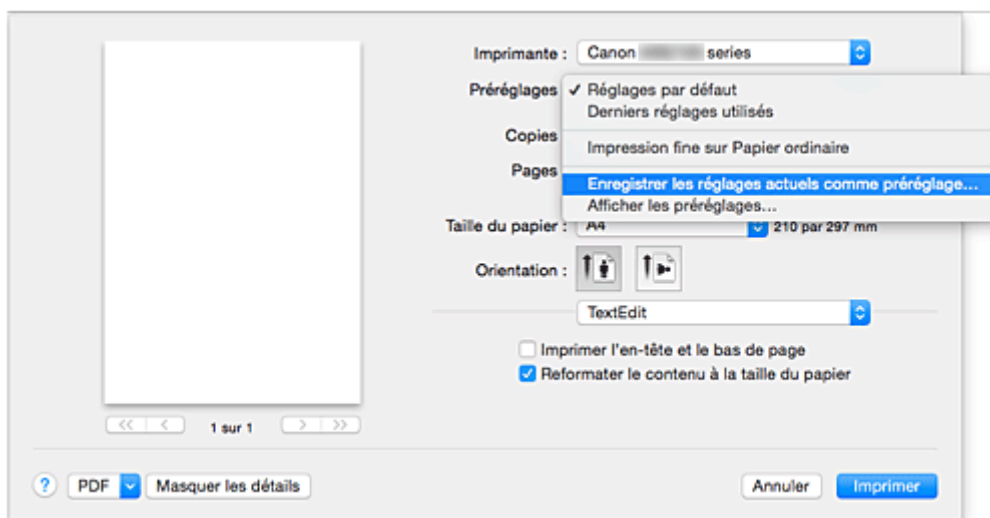 Imprimante : Canon series
Préréglages ✓ Réglages par défaut
Derniers réglages utilisés
Impression fine sur Papier ordinaire
Enregistrer les réglages actuels comme préréglage...
Afficher les préréglages...
Copies
Pages
Taille du papier : A4 210 par 297 mm
Orientation :
TextEdit
Imprimer l'en-tête et le bas de page
Reformater le contenu à la taille du papier
1 sur 1
? PDF Masquer les détails Annuler Imprimer